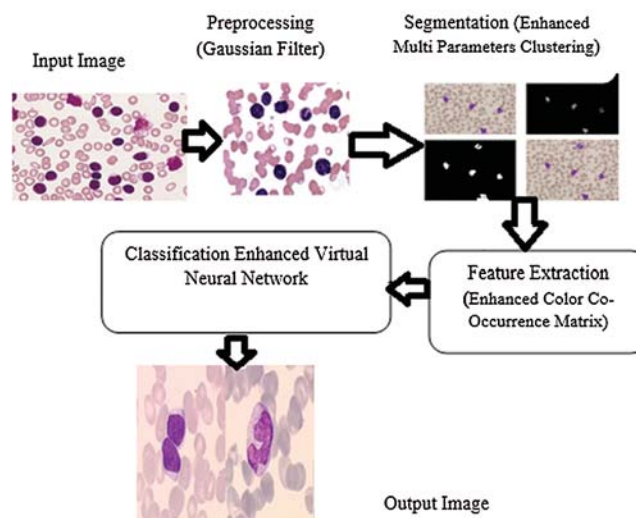 Input Image
Preprocessing
(Gaussian Filter)
Segmentation (Enhanced
Multi Parameters Clustering)
Feature Extraction
(Enhanced Color Co-
Occurrence Matrix)
Classification Enhanced Virtual
Neural Network
Output Image